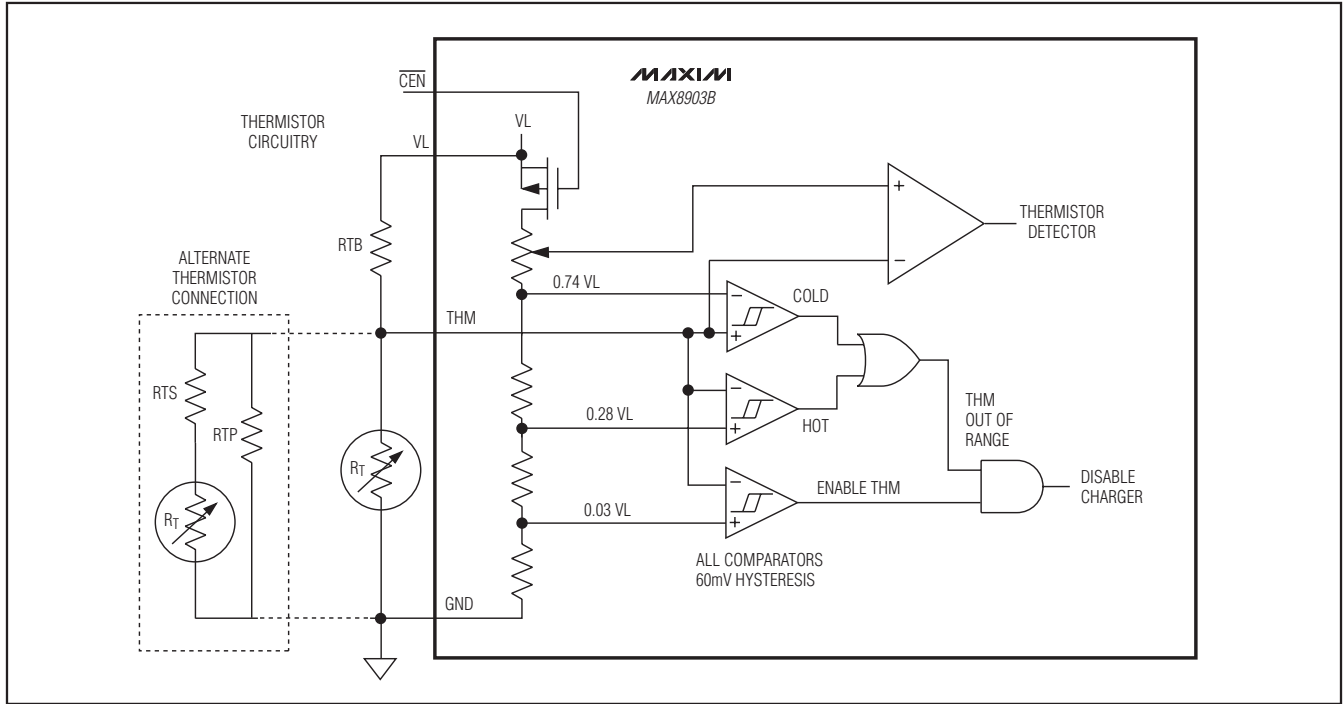 MAXIM
MAX8903B
CEN
THERMISTOR
CIRCUITRY
VL
VL
RTB
ALTERNATE
THERMISTOR
CONNECTION
RTS
RTP
RT
RT
THM
GND
0.74 VL
0.28 VL
0.03 VL
+
−
THERMISTOR
DETECTOR
−
+
COLD
−
+
HOT
−
+
ENABLE THM
THM
OUT OF
RANGE
DISABLE
CHARGER
ALL COMPARATORS
60mV HYSTERESIS